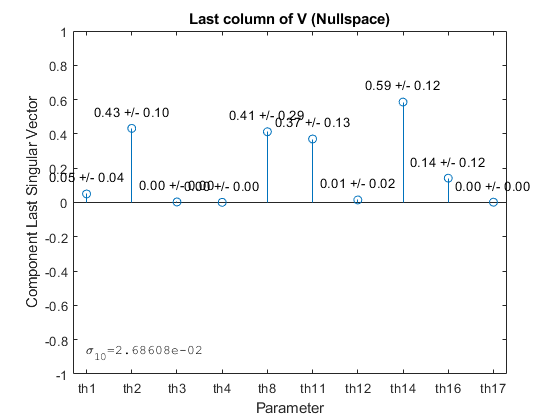 Last column of V (Nullspace)
Component Last Singular Vector
1
0.8
0.6
0.4
0.2
0
-0.2
-0.4
-0.6
-0.8
-1
0.05 +/- 0.04
0.43 +/- 0.10
0.00 +/- 0.00
0.00 +/- 0.00
0.41 +/- 0.29
0.37 +/- 0.13
0.01 +/- 0.02
0.59 +/- 0.12
0.14 +/- 0.12
0.00 +/- 0.00
σ10=2.68608e-02
th1 th2 th3 th4 th8 th11 th12 th14 th16 th17
Parameter